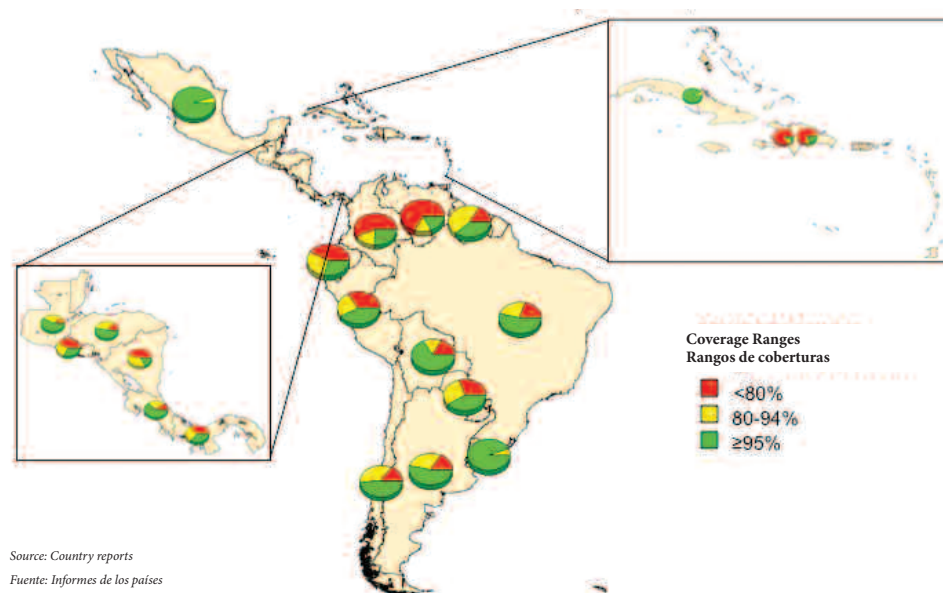 Coverage Ranges
Rangos de coberturas
<80%
80-94%
≥95%
Source: Country reports
Fuente: Informes de los países